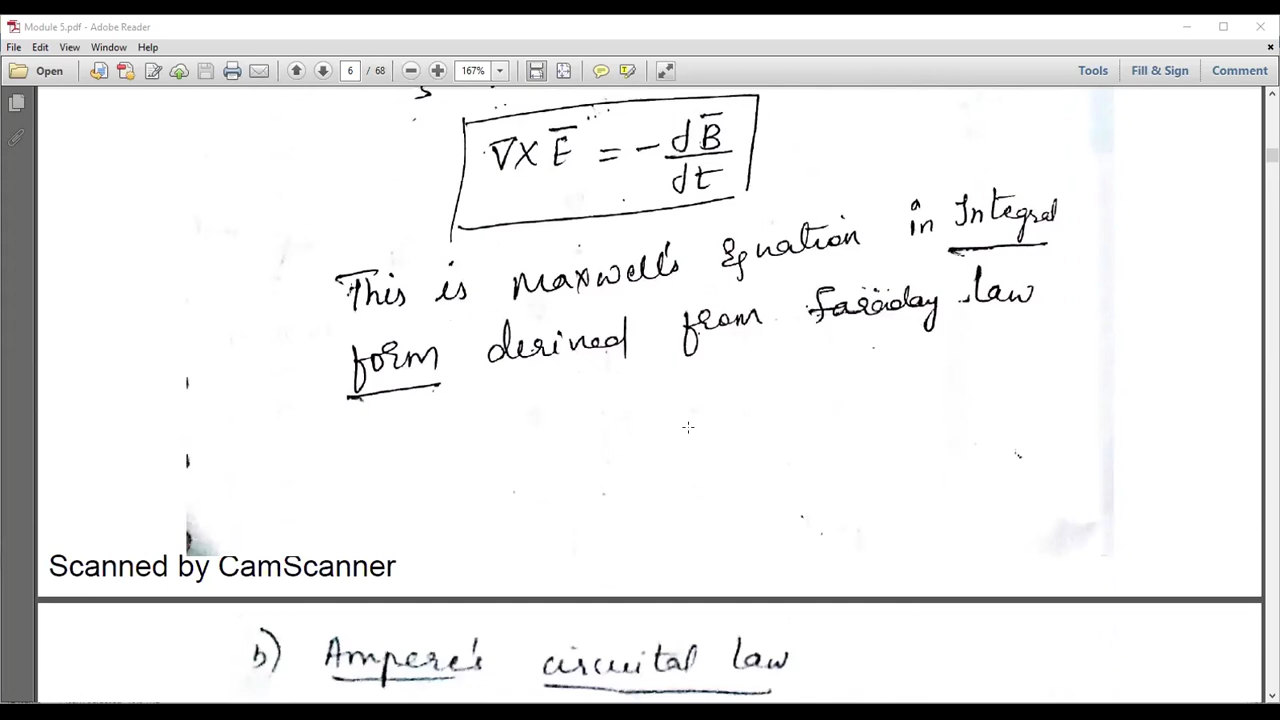 Module 5.pdf - Adobe Reader
File Edit View Window Help
Open 6 / 68 167% Tools Fill & Sign Comment
∇X E̅ = - dB̅/dt
This is Maxwell's Equation in Integral
form derived from Faraday law
Scanned by CamScanner
b) Ampere's circuital law